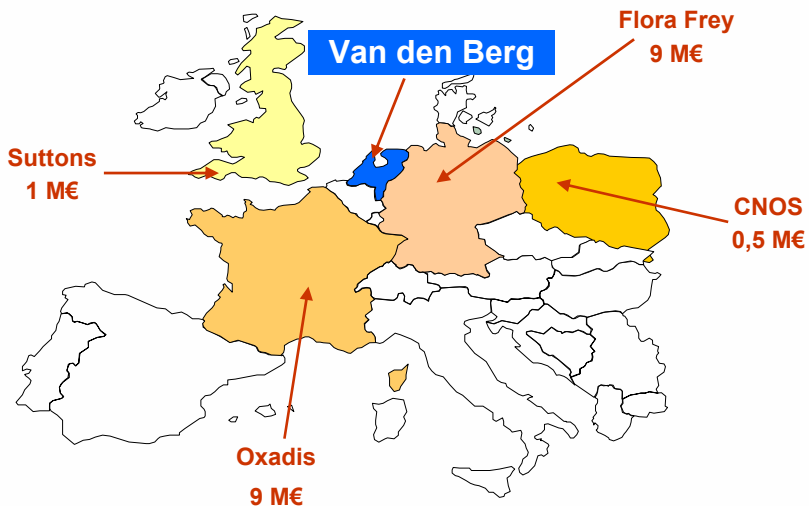 Flora Frey
9 M€
Van den Berg
Suttons
1 M€
CNOS
0,5 M€
Oxadis
9 M€